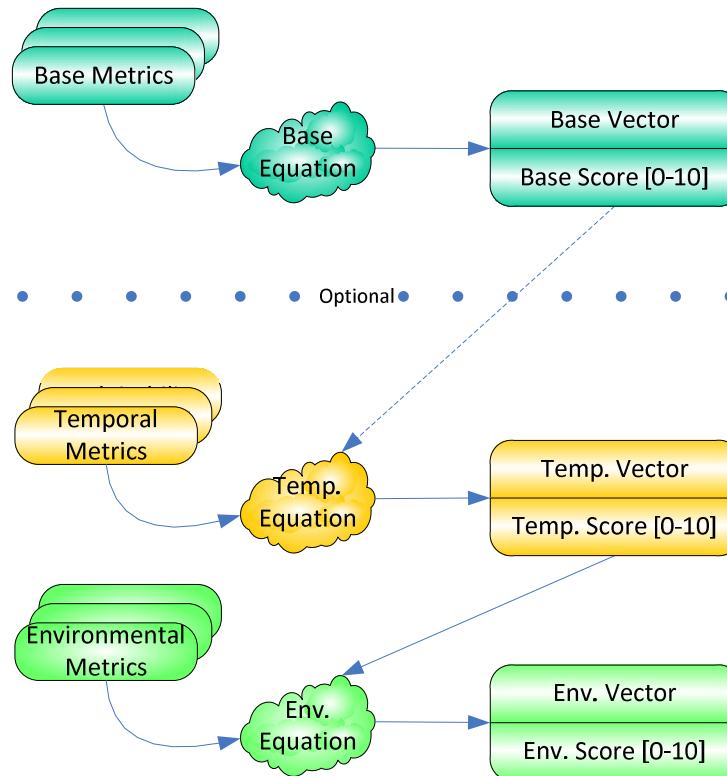 Base Metrics
Base
Equation
Base Vector
Base Score [0-10]
Optional
Temporal
Metrics
Temp.
Equation
Temp. Vector
Temp. Score [0-10]
Environmental
Metrics
Env.
Equation
Env. Vector
Env. Score [0-10]